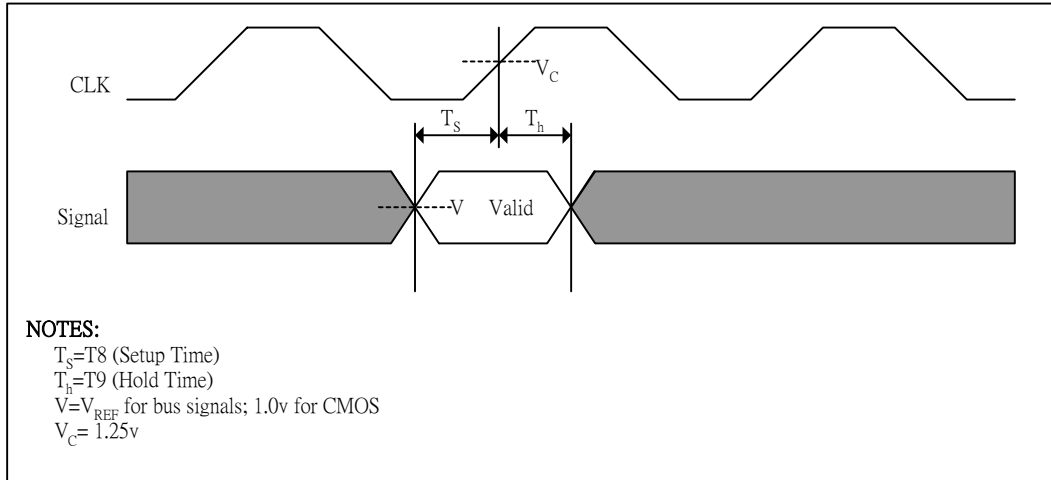 CLK
V_C
T_S
T_h
Signal
V Valid
NOTES:
T_S=T8 (Setup Time)
T_h=T9 (Hold Time)
V=V_REF for bus signals; 1.0v for CMOS
V_C= 1.25v